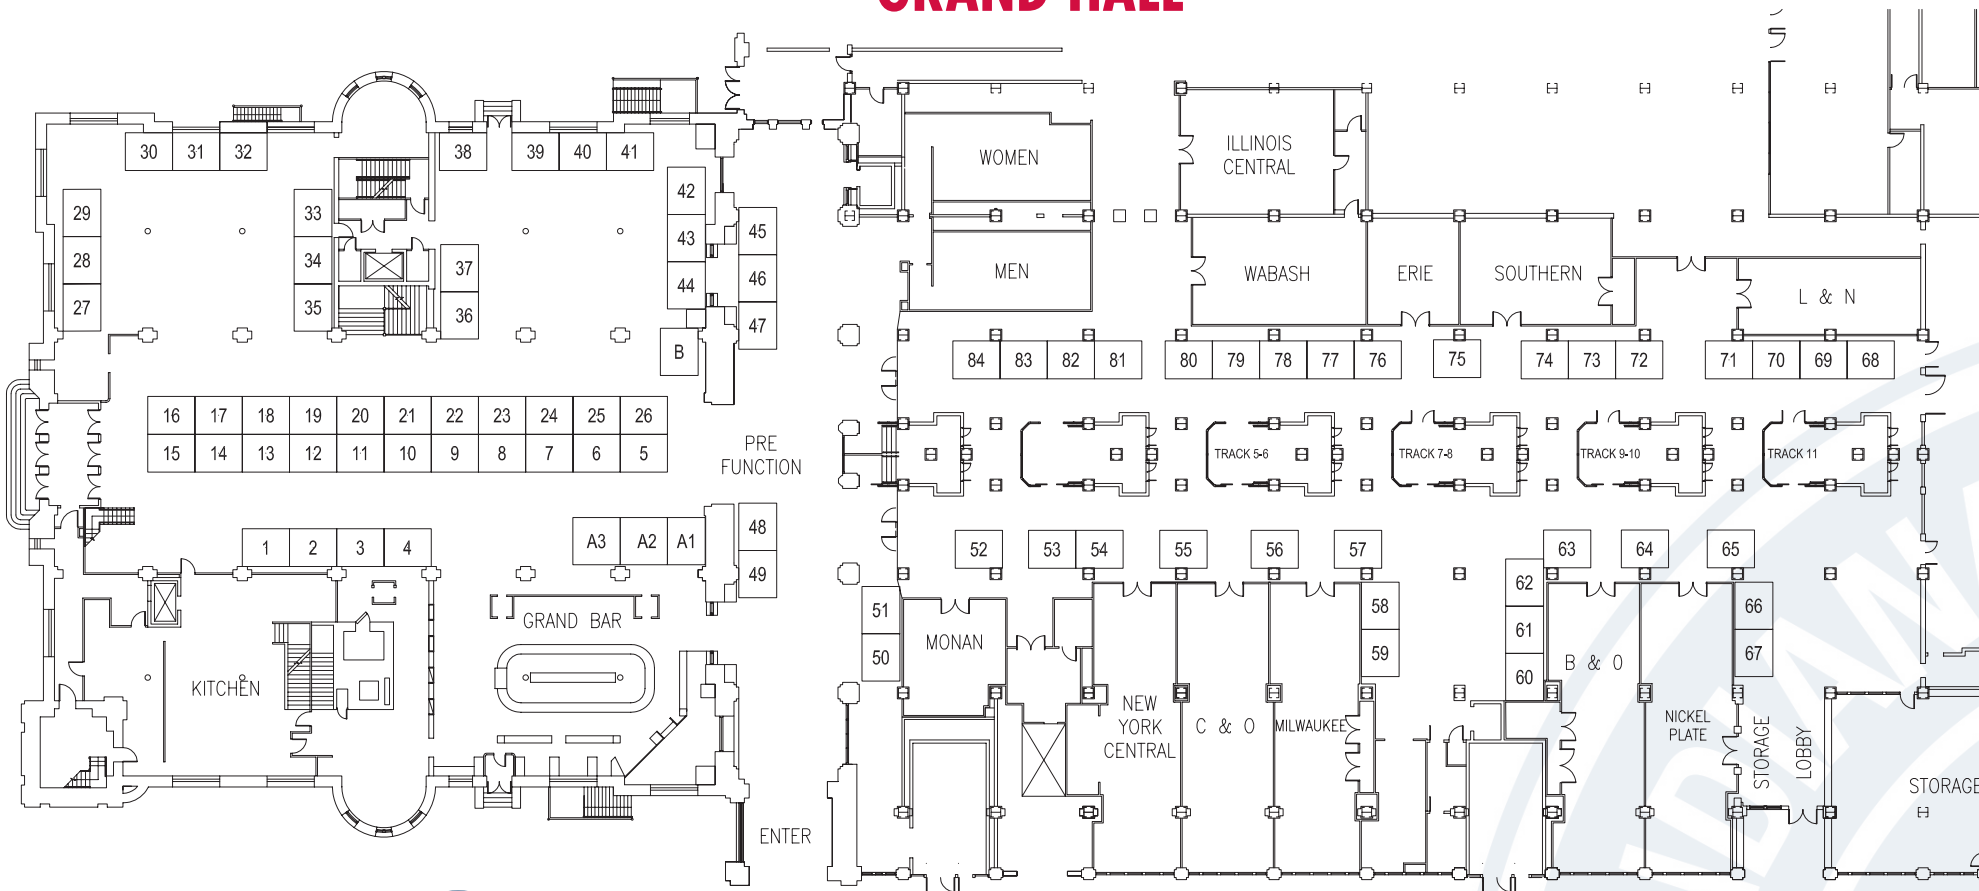 GRAND HALL
30 31 32 38 39 40 41
WOMEN
ILLINOIS
CENTRAL
29
28
27
33
34
35
37
36
42
43
44
45
46
47
B
MEN
WABASH
ERIE
SOUTHERN
L & N
84 83 82 81 80 79 78 77 76 75 74 73 72 71 70 69 68
16 17 18 19 20 21 22 23 24 25 26
15 14 13 12 11 10 9 8 7 6 5
PRE
FUNCTION
TRACK 5-6
TRACK 7-8
TRACK 9-10
TRACK 11
1 2 3 4
A3 A2 A1
48
49
52 53 54 55 56 57 63 64 65
51
50
58
59
62
61
60
66
67
GRAND BAR
KITCHEN
MONAN
NEW
YORK
CENTRAL
C & O
MILWAUKEE
B & O
NICKEL
PLATE
STORAGE
LOBBY
STORAGE
ENTER